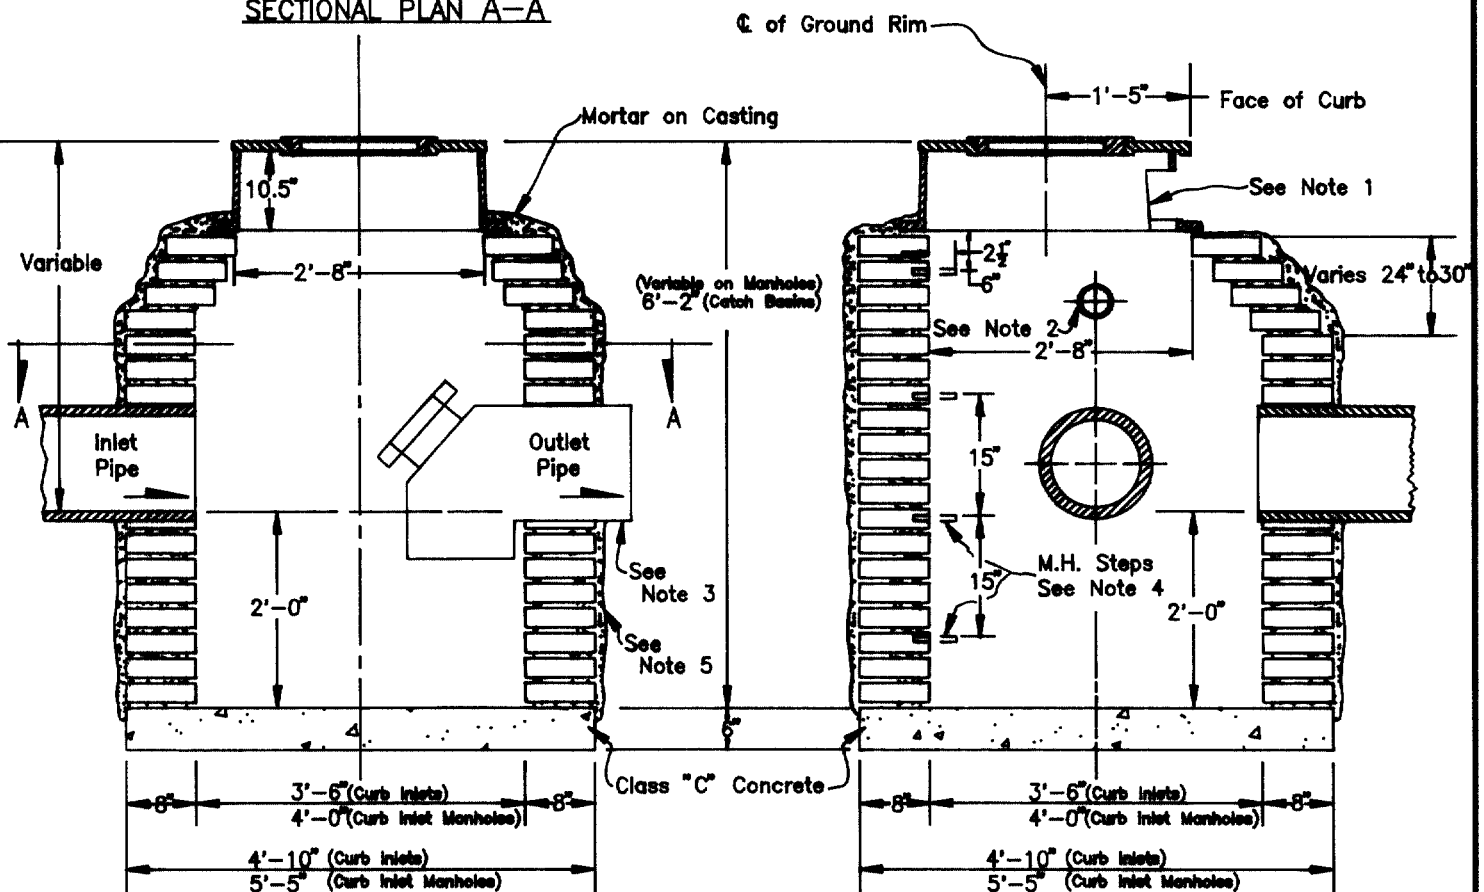 SECTIONAL PLAN A-A
℄ of Ground Rim
1'-5"
Face of Curb
Mortar on Casting
10.5"
See Note 1
Variable
2'-8"
(Variable on Manholes)
6'-2" (Catch Basins)
2½"
6"
Varies 24" to 30"
See Note 2
2'-8"
A
A
Inlet
Pipe
Outlet
Pipe
15"
15"
M.H. Steps
See Note 4
See
Note 3
2'-0"
2'-0"
See
Note 5
6"
Class "C" Concrete
8"
3'-6" (Curb Inlets)
4'-0" (Curb Inlet Manholes)
8"
8"
3'-6" (Curb Inlets)
4'-0" (Curb Inlet Manholes)
8"
4'-10" (Curb Inlets)
5'-5" (Curb Inlet Manholes)
4'-10" (Curb Inlets)
5'-5" (Curb Inlet Manholes)